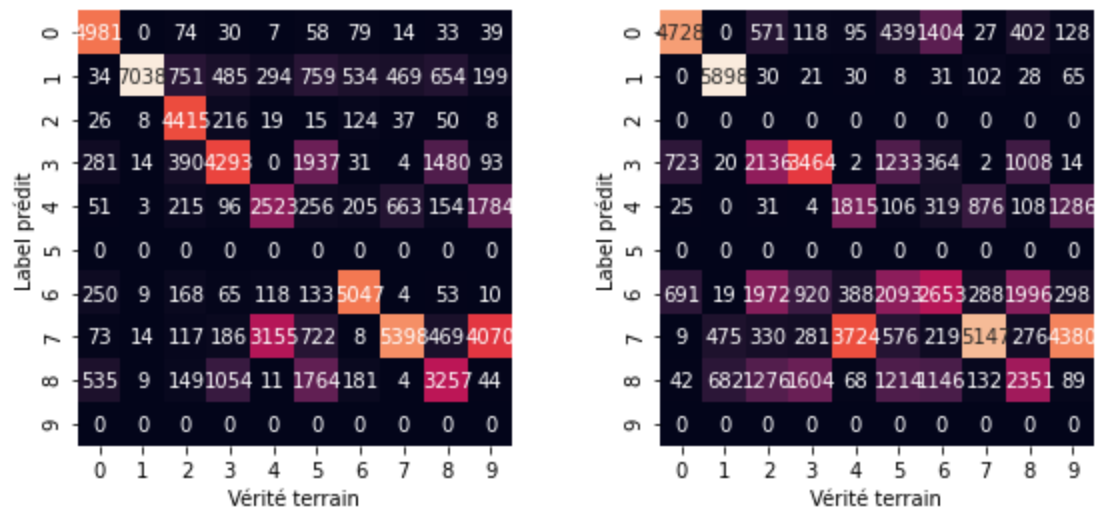 Label prédit
0 4981 0 74 30 7 58 79 14 33 39
1 34 7038 751 485 294 759 534 469 654 199
2 26 8 4415 216 19 15 124 37 50 8
3 281 14 390 4293 0 1937 31 4 1480 93
4 51 3 215 96 2523 256 205 663 154 1784
5 0 0 0 0 0 0 0 0 0 0
6 250 9 168 65 118 133 5047 4 53 10
7 73 14 117 186 3155 722 8 5398 469 4070
8 535 9 149 1054 11 1764 181 4 3257 44
9 0 0 0 0 0 0 0 0 0 0
0 1 2 3 4 5 6 7 8 9
Vérité terrain
Label prédit
0 4728 0 571 118 95 439 1404 27 402 128
1 0 5898 30 21 30 8 31 102 28 65
2 0 0 0 0 0 0 0 0 0 0
3 723 20 2136 3464 2 1233 364 2 1008 14
4 25 0 31 4 1815 106 319 876 108 1286
5 0 0 0 0 0 0 0 0 0 0
6 691 19 1972 920 388 2093 2653 288 1996 298
7 9 475 330 281 3724 576 219 5147 276 4380
8 42 682 1276 1604 68 1214 1146 132 2351 89
9 0 0 0 0 0 0 0 0 0 0
0 1 2 3 4 5 6 7 8 9
Vérité terrain